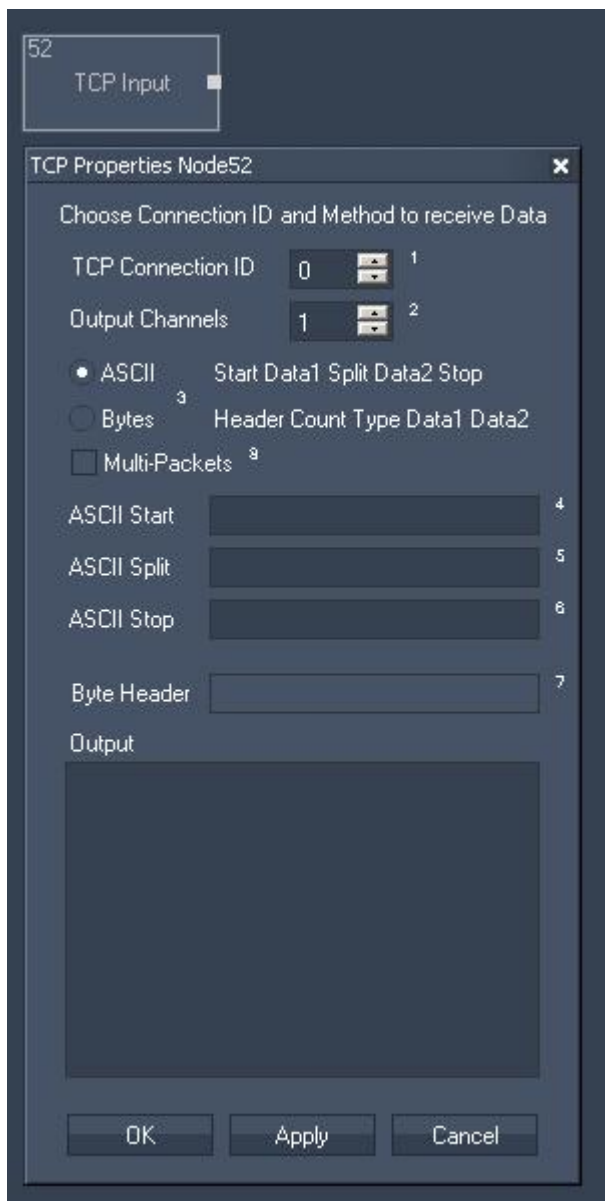 52
TCP Input
TCP Properties Node52
Choose Connection ID and Method to receive Data
TCP Connection ID 0 1
Output Channels 1 2
ASCII Start Data1 Split Data2 Stop
3
Bytes Header Count Type Data1 Data2
Multi-Packets 8
ASCII Start 4
ASCII Split 5
ASCII Stop 6
Byte Header 7
Output
OK Apply Cancel